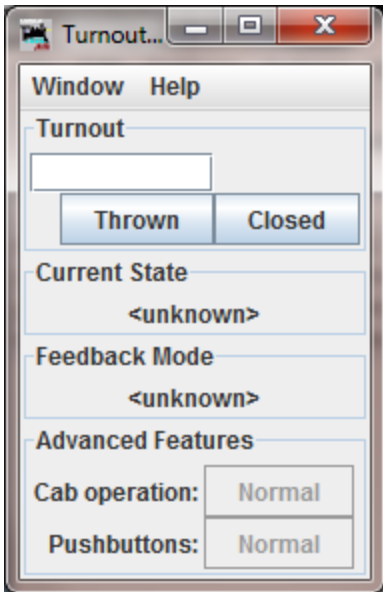 Turnout...
Window Help
Turnout
Thrown Closed
Current State
<unknown>
Feedback Mode
<unknown>
Advanced Features
Cab operation: Normal
Pushbuttons: Normal